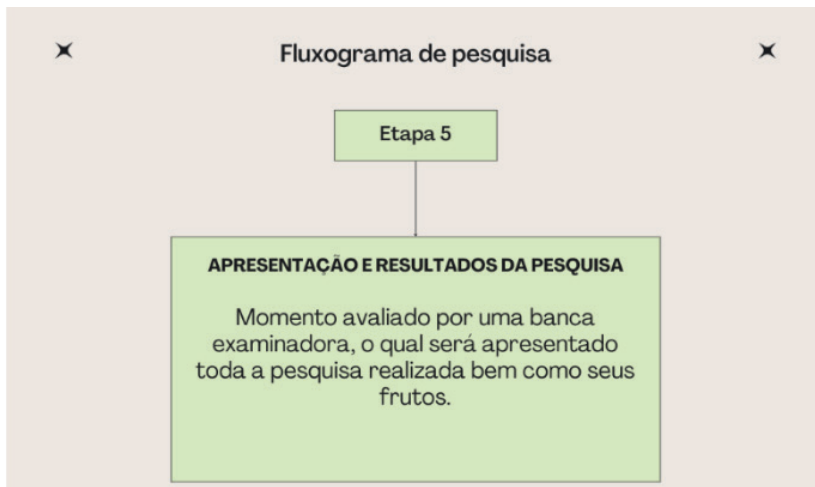 Fluxograma de pesquisa
Etapa 5
APRESENTAÇÃO E RESULTADOS DA PESQUISA
Momento avaliado por uma banca
examinadora, o qual será apresentado
toda a pesquisa realizada bem como seus
frutos.